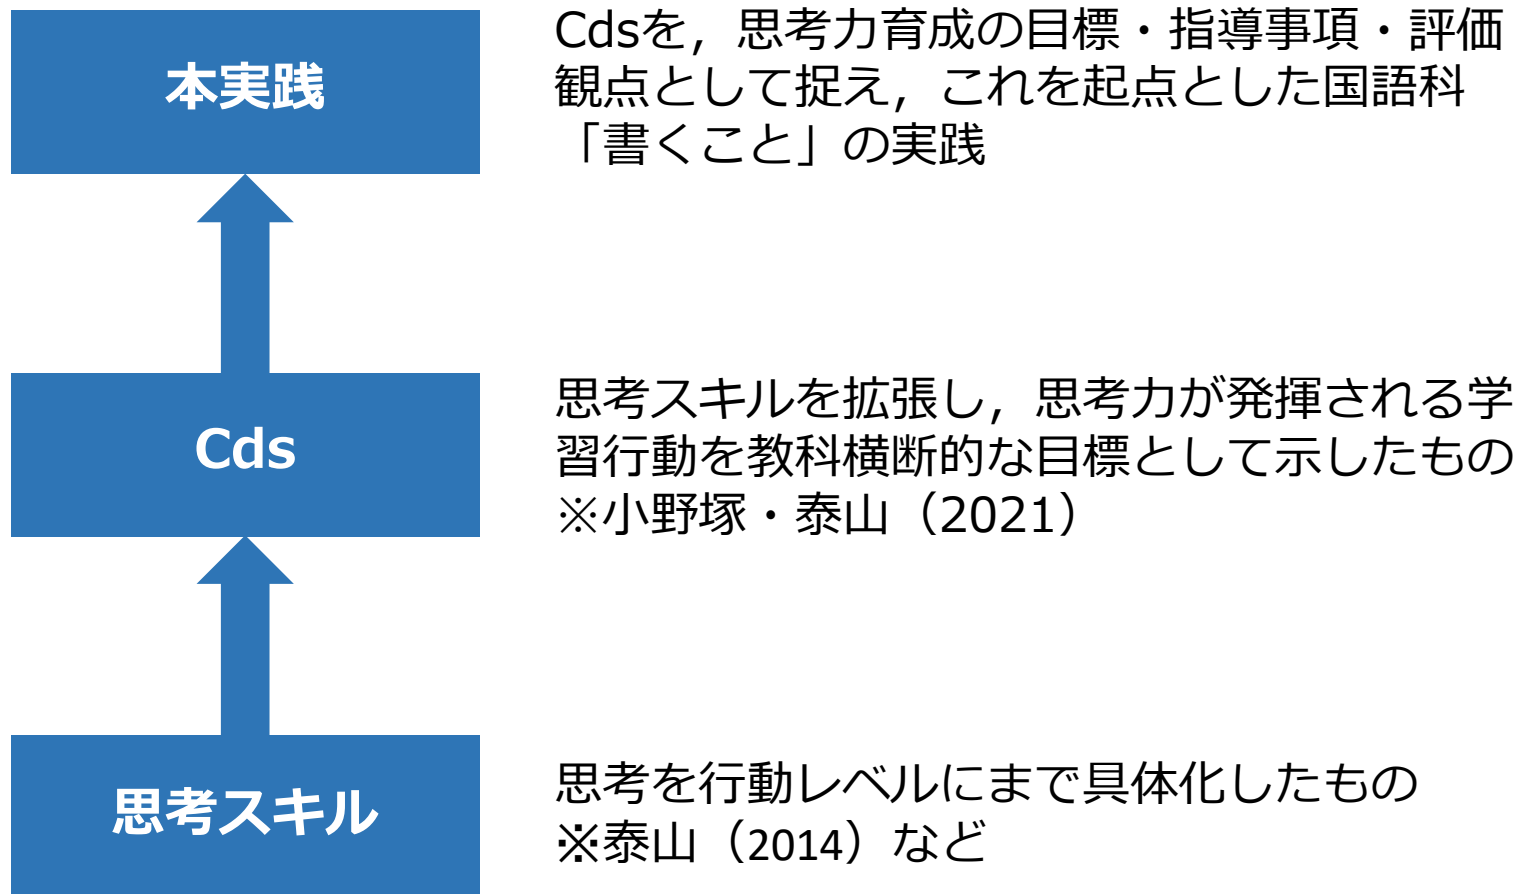 本実践
Cdsを，思考力育成の目標・指導事項・評価
観点として捉え，これを起点とした国語科
「書くこと」の実践
Cds
思考スキルを拡張し，思考力が発揮される学
習行動を教科横断的な目標として示したもの
※小野塚・泰山（2021）
思考スキル
思考を行動レベルにまで具体化したもの
※泰山（2014）など